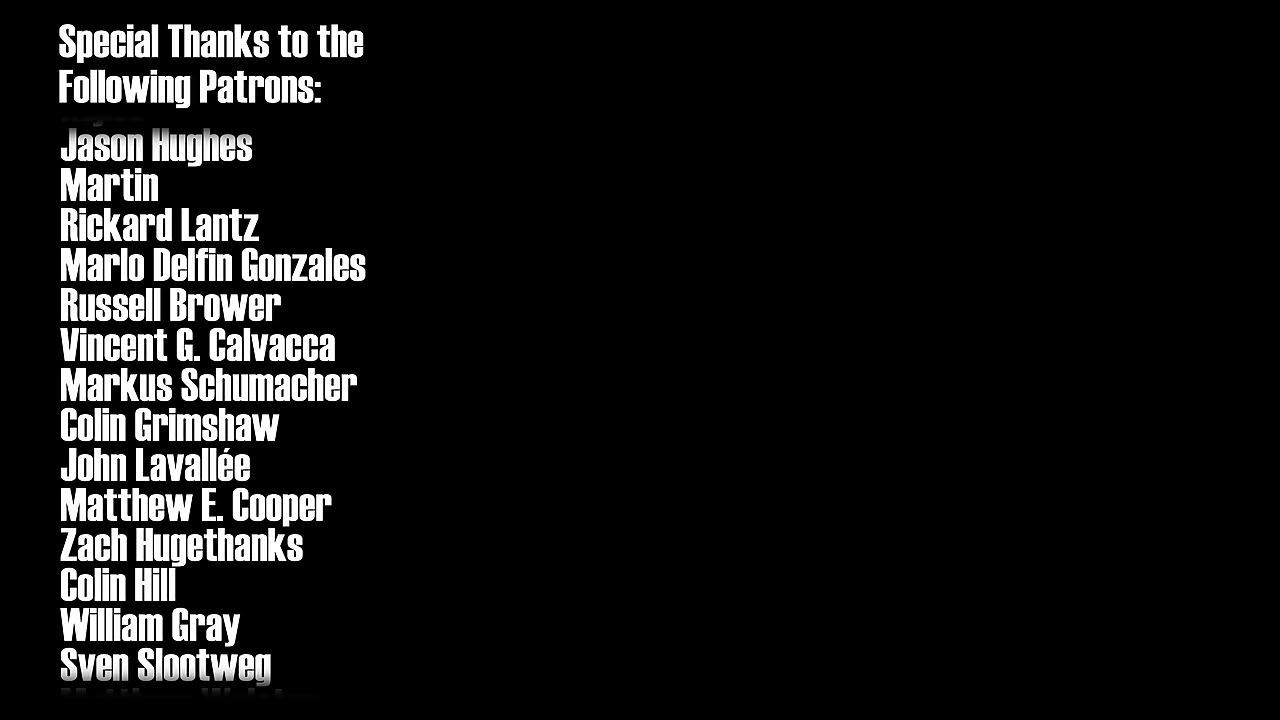 Special Thanks to the
Following Patrons:
Jason Hughes
Martin
Rickard Lantz
Marlo Delfin Gonzales
Russell Brower
Vincent G. Calvacca
Markus Schumacher
Colin Grimshaw
John Lavallée
Matthew E. Cooper
Zach Hugethanks
Colin Hill
William Gray
Sven Slootweg